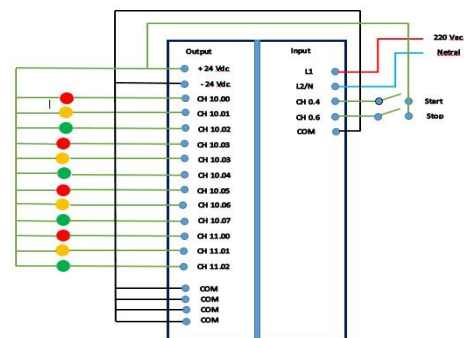 Output
+ 24 Vdc
- 24 Vdc
CH 10.00
CH 10.01
CH 10.02
CH 10.03
CH 10.03
CH 10.04
CH 10.05
CH 10.06
CH 10.07
CH 11.00
CH 11.01
CH 11.02
COM
COM
COM
COM
Input
L1
L2/N
CH 0.4
CH 0.6
COM
220 Vac
Netral
Start
Stop